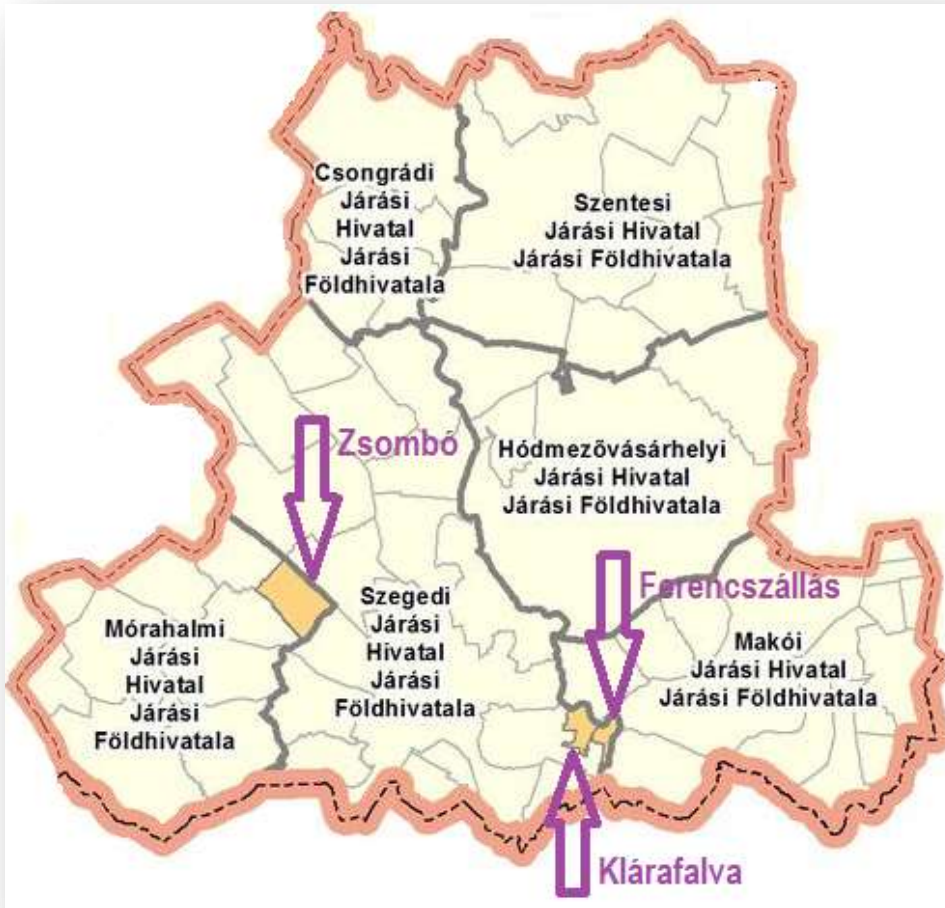 Csongrádi
Járási
Hivatal
Járási
Földhivatala
Szentesi
Járási Hivatal
Járási Földhivatala
Zsombó
Hódmezõvásárhelyi
Járási Hivatal
Járási Földhivatala
Ferencszállás
Mórahalmi
Járási
Hivatal
Járási
Földhivatala
Szegedi
Járási
Hivatal
Járási
Földhivatala
Makói
Járási Hivatal
Járási Földhivatala
Klárafalva